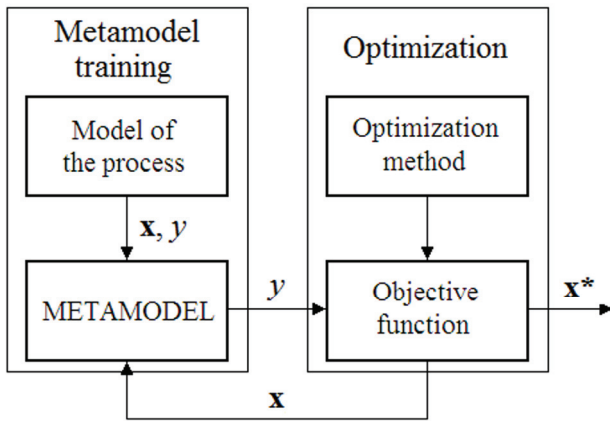 Metamodel
training
Model of
the process
x, y
METAMODEL
y
Optimization
Optimization
method
Objective
function
x*
x